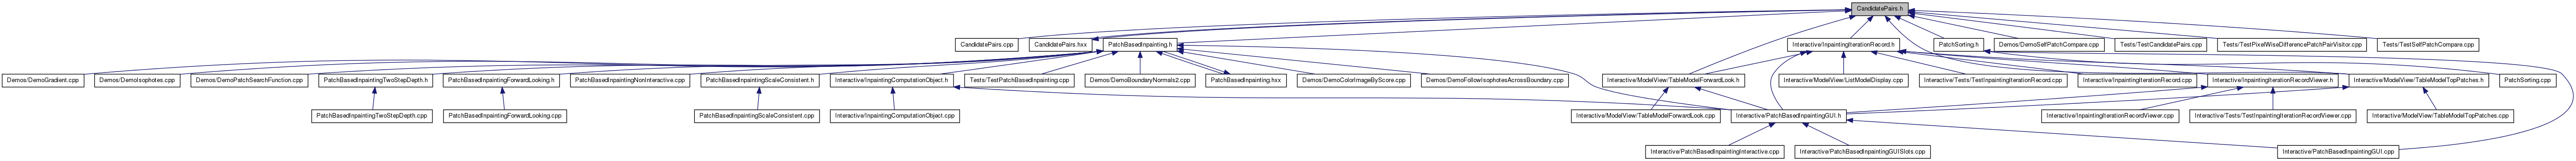 CandidatePairs.h
CandidatePairs.cpp
CandidatePairs.hxx
PatchBasedInpainting.h
Interactive/InpaintingIterationRecord.h
PatchSorting.h
Demos/DemoSelfPatchCompare.cpp
Tests/TestCandidatePairs.cpp
Tests/TestPixelWiseDifferencePatchPairVisitor.cpp
Tests/TestSelfPatchCompare.cpp
Demos/DemoGradient.cpp
Demos/DemoIsophotes.cpp
Demos/DemoPatchSearchFunction.cpp
PatchBasedInpaintingTwoStepDepth.h
PatchBasedInpaintingForwardLooking.h
PatchBasedInpaintingNonInteractive.cpp
PatchBasedInpaintingScaleConsistent.h
Interactive/InpaintingComputationObject.h
Tests/TestPatchBasedInpainting.cpp
Demos/DemoBoundaryNormals2.cpp
PatchBasedInpainting.hxx
Demos/DemoColorImageByScore.cpp
Demos/DemoFollowIsophotesAcrossBoundary.cpp
Interactive/ModelView/TableModelForwardLook.h
Interactive/ModelView/ListModelDisplay.cpp
Interactive/Tests/TestInpaintingIterationRecord.cpp
Interactive/InpaintingIterationRecord.cpp
Interactive/InpaintingIterationRecordViewer.h
Interactive/ModelView/TableModelTopPatches.h
PatchSorting.cpp
PatchBasedInpaintingTwoStepDepth.cpp
PatchBasedInpaintingForwardLooking.cpp
PatchBasedInpaintingScaleConsistent.cpp
Interactive/InpaintingComputationObject.cpp
Interactive/ModelView/TableModelForwardLook.cpp
Interactive/PatchBasedInpaintingGUI.h
Interactive/InpaintingIterationRecordViewer.cpp
Interactive/Tests/TestInpaintingIterationRecordViewer.cpp
Interactive/ModelView/TableModelTopPatches.cpp
Interactive/PatchBasedInpaintingInteractive.cpp
Interactive/PatchBasedInpaintingGUISlots.cpp
Interactive/PatchBasedInpaintingGUI.cpp